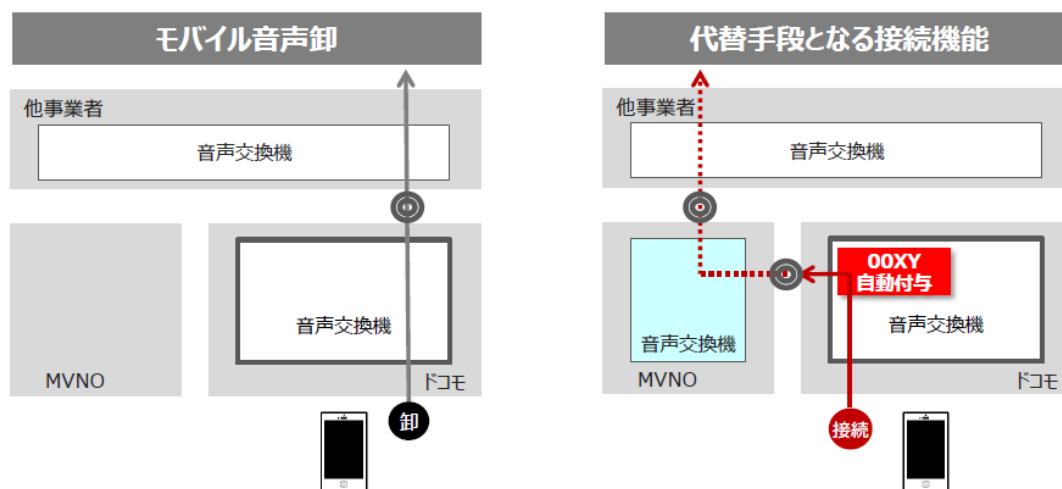 モバイル音声卸
他事業者
音声交換機
音声交換機
MVNO
ドコモ
卸
代替手段となる接続機能
他事業者
音声交換機
00XY
自動付与
音声交換機
音声交換機
MVNO
ドコモ
接続